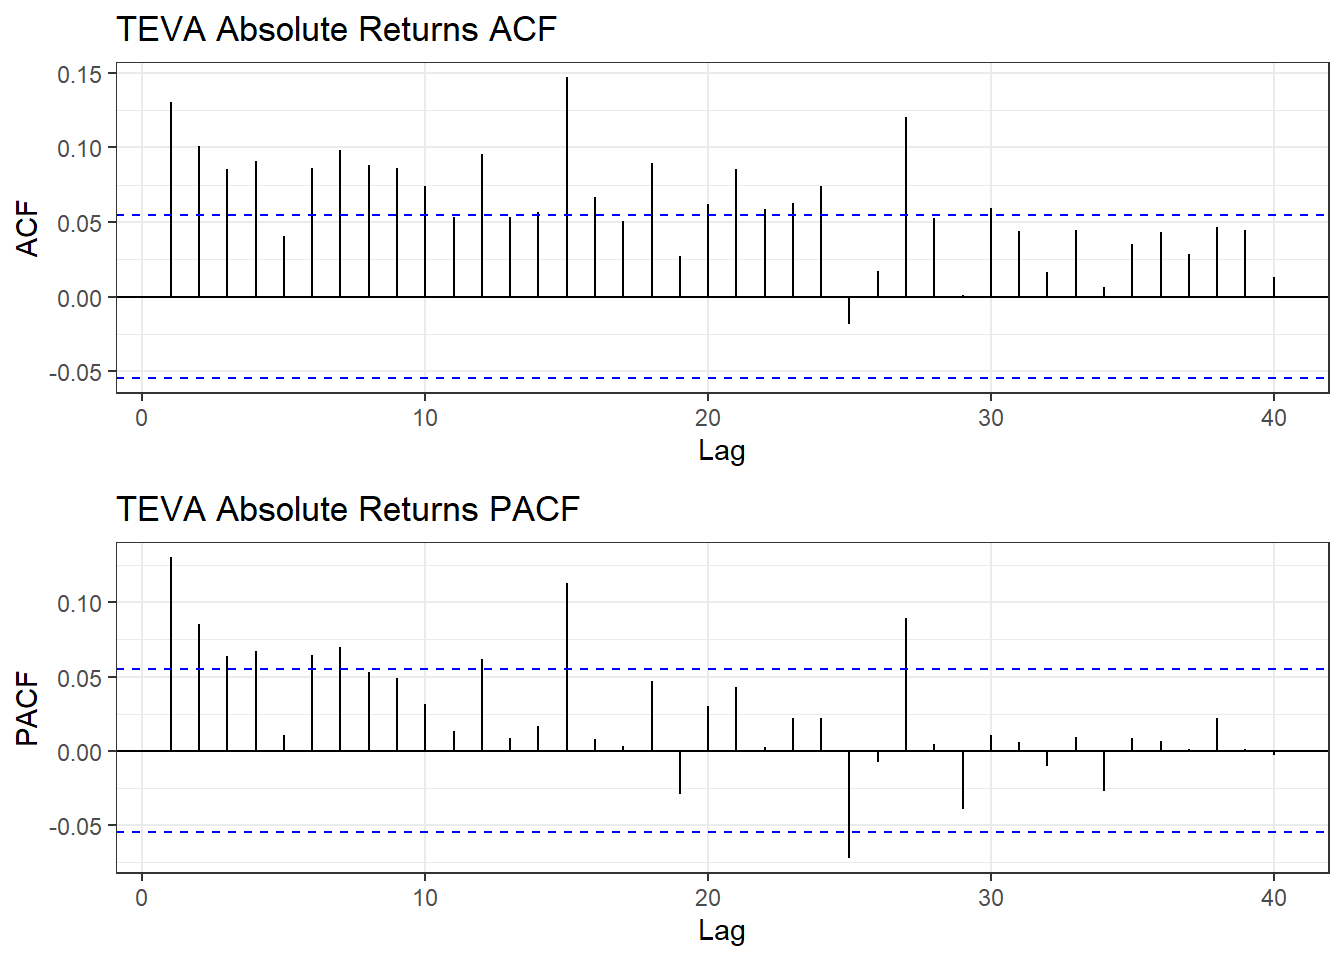 TEVA Absolute Returns ACF
0.15
0.10
0.05
0.00
-0.05
ACF
0 10 20 30 40
Lag
TEVA Absolute Returns PACF
0.10
0.05
0.00
-0.05
PACF
0 10 20 30 40
Lag